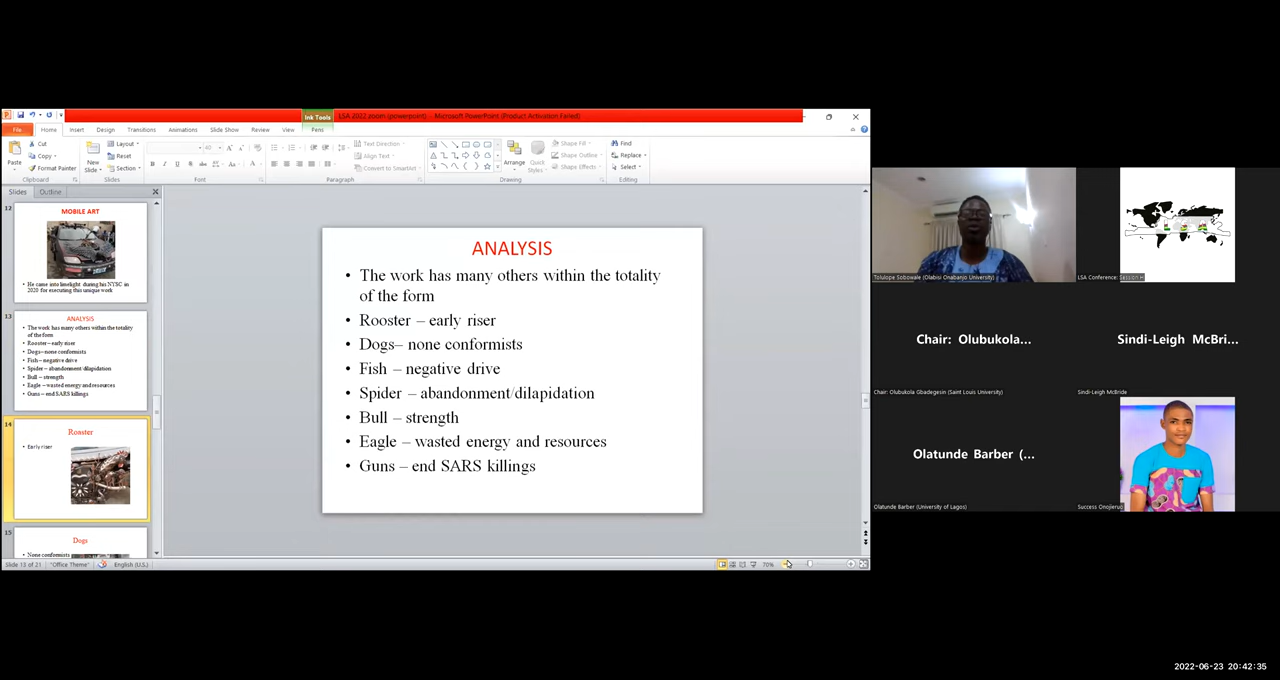 Ink Tools
LSA 2022 zoom (powerpoint) - Microsoft PowerPoint (Product Activation Failed)
File Home Insert Design Transitions Animations Slide Show Review View Pens
Paste
Cut
Copy
Format Painter
Clipboard
New
Slide
Layout
Reset
Section
Slides
Font
Text Direction
Align Text
Convert to SmartArt
Paragraph
Arrange
Quick
Styles
Shape Fill
Shape Outline
Shape Effects
Drawing
Find
Replace
Select
Editing
Slides Outline
12
MOBILE ART
• He came into limelight during his NYSC in
2020 for executing this unique work
13
ANALYSIS
• The work has many others within the totality
of the form
• Rooster – early riser
• Dogs– none conformists
• Fish – negative drive
• Spider – abandonment/dilapidation
• Bull – strength
• Eagle – wasted energy and resources
• Guns – end SARS killings
14
• Early riser
15
Dogs
• None conformists
ANALYSIS
• The work has many others within the totality
of the form
• Rooster – early riser
• Dogs– none conformists
• Fish – negative drive
• Spider – abandonment/dilapidation
• Bull – strength
• Eagle – wasted energy and resources
• Guns – end SARS killings
Slide 13 of 21 "Office Theme" English (U.S.) 70%
Tolulope Sobowale (Olabisi Onabanjo University)
LSA Conference: Session H
Chair: Olubukola...
Chair: Olubukola Gbadegesin (Saint Louis University)
Sindi-Leigh McBri...
Sindi-Leigh McBride
Olatunde Barber (...
Olatunde Barber (University of Lagos)
Success Onojieruo
2022-06-23 20:42:35